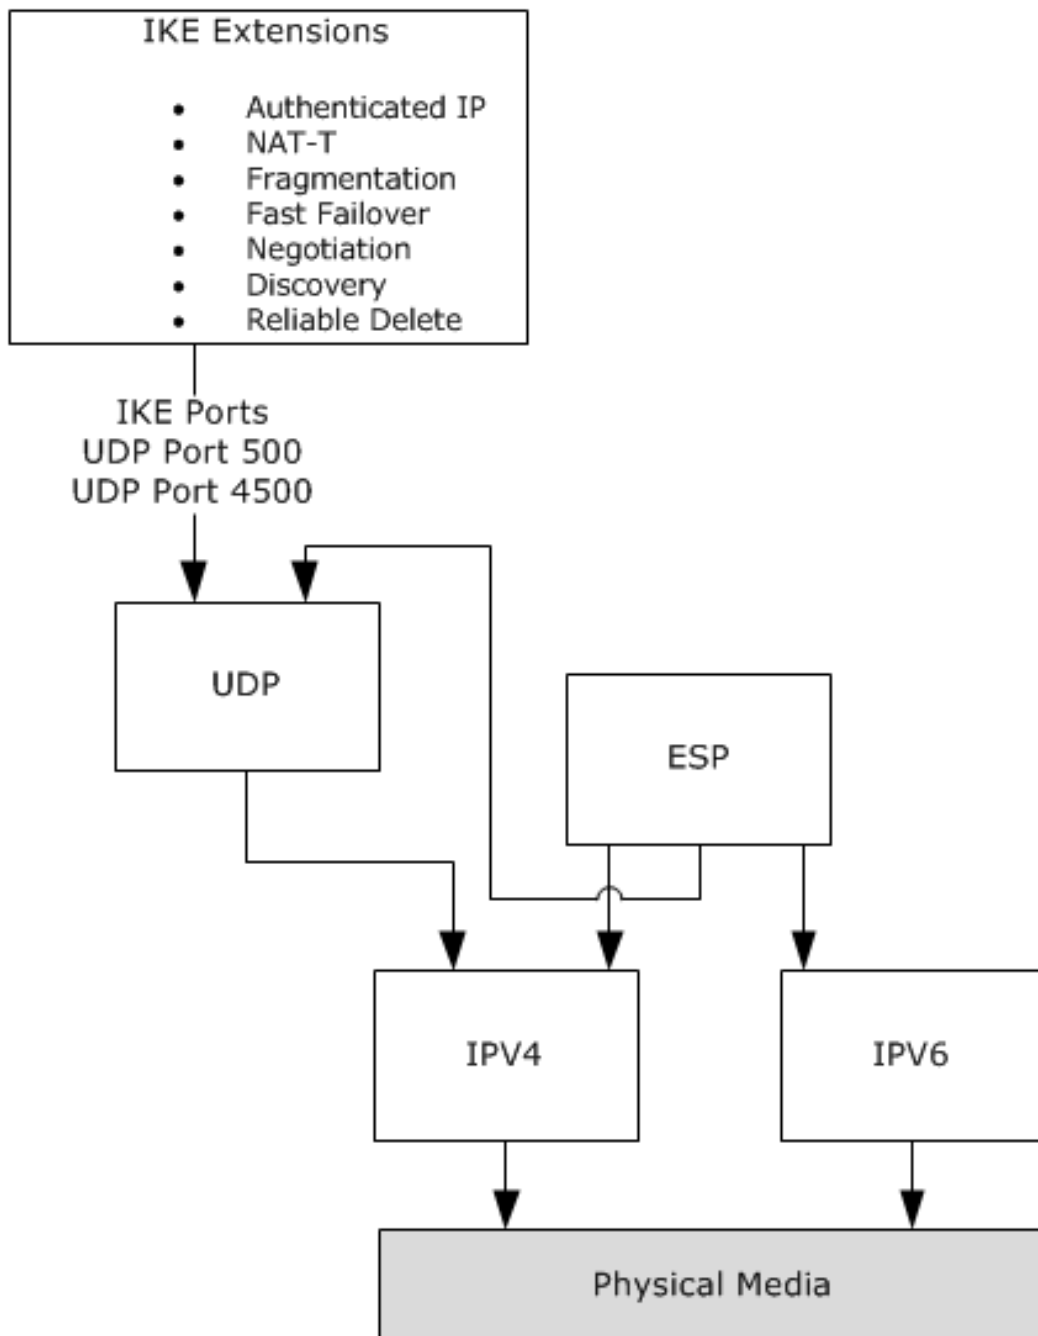 IKE Extensions
• Authenticated IP
• NAT-T
• Fragmentation
• Fast Failover
• Negotiation
• Discovery
• Reliable Delete
IKE Ports
UDP Port 500
UDP Port 4500
UDP
ESP
IPV4
IPV6
Physical Media